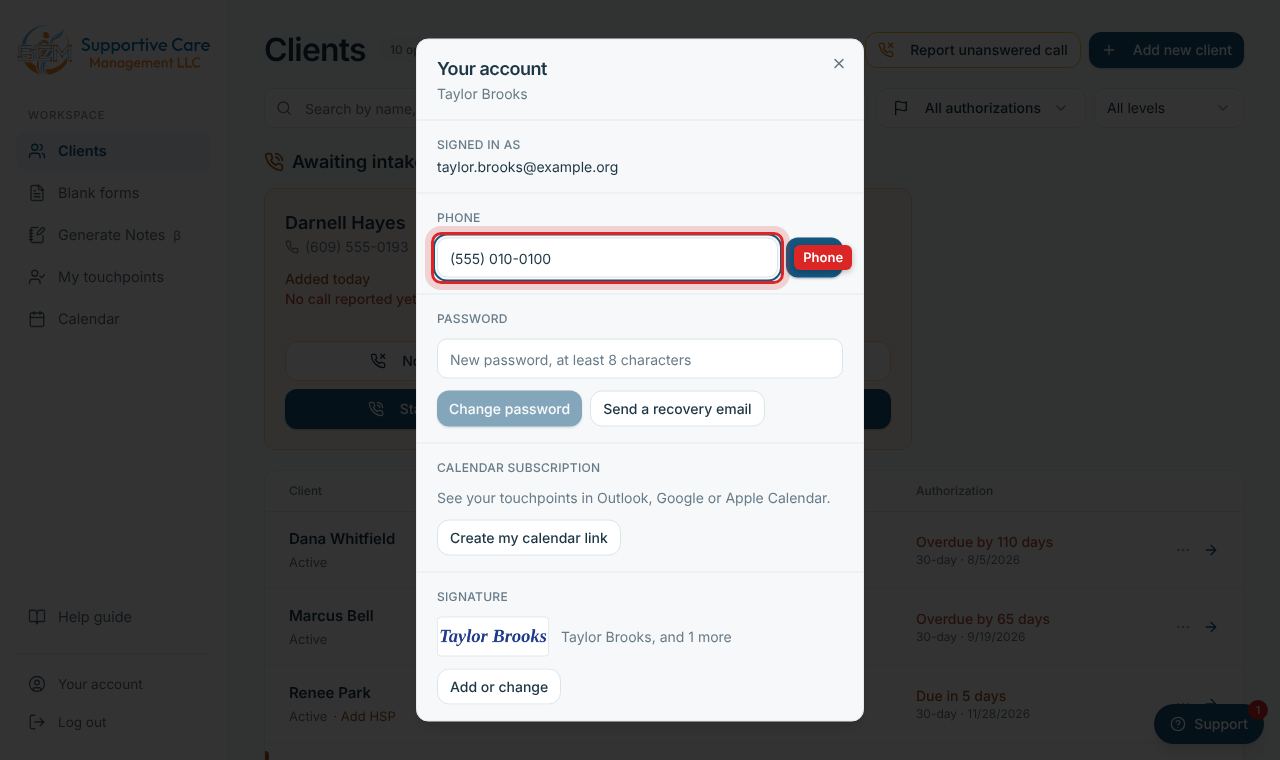 Supportive Care
Management LLC
WORKSPACE
Clients
Blank forms
Generate Notes β
My touchpoints
Calendar
Help guide
Your account
Log out
Clients
Report unanswered call
Add new client
Search by name,
All authorizations
All levels
Awaiting intake
Darnell Hayes
(609) 555-0193
Added today
No call reported yet
Your account
Taylor Brooks
SIGNED IN AS
taylor.brooks@example.org
PHONE
(555) 010-0100
Phone
PASSWORD
New password, at least 8 characters
Change password
Send a recovery email
CALENDAR SUBSCRIPTION
See your touchpoints in Outlook, Google or Apple Calendar.
Create my calendar link
SIGNATURE
Taylor Brooks
Taylor Brooks, and 1 more
Add or change
Client
Authorization
Dana Whitfield
Active
Overdue by 110 days
30-day · 8/5/2026
Marcus Bell
Active
Overdue by 65 days
30-day · 9/19/2026
Renee Park
Active · Add HSP
Due in 5 days
30-day · 11/28/2026
Support
1